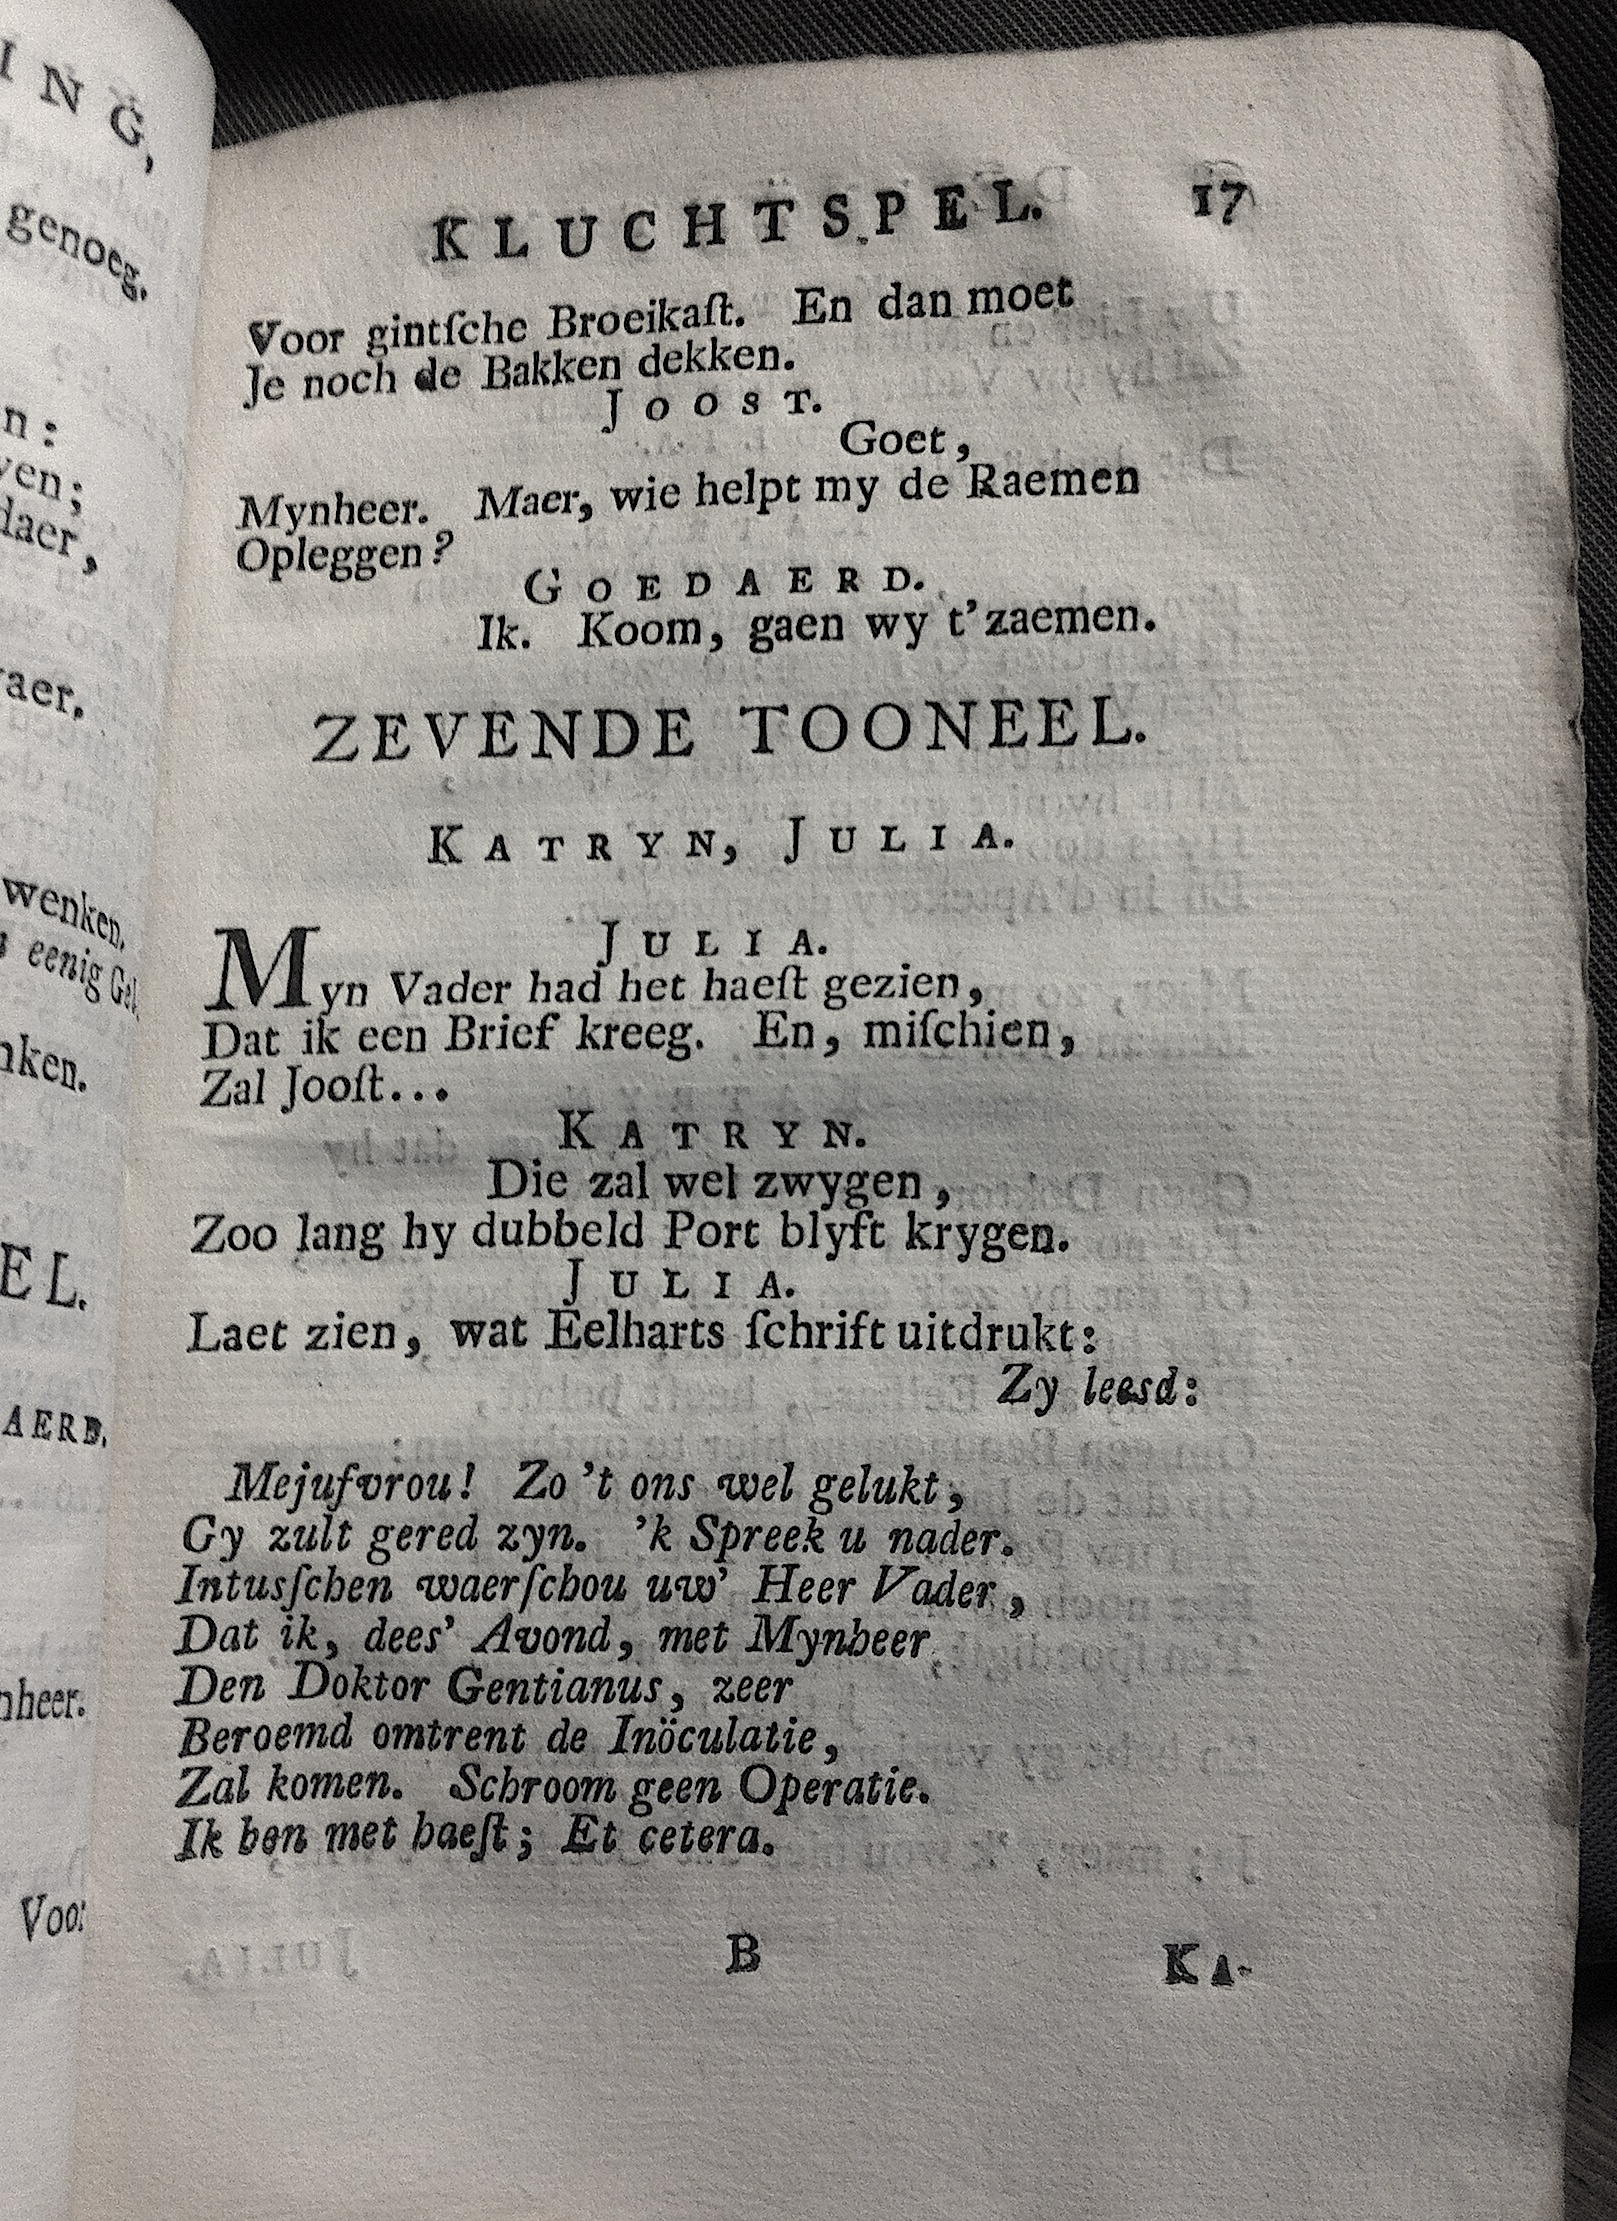 ING,
genoeg.
n:
ven;
daer,
aer.
wenken.
eenig
nken.
EL.
AERD.
nheer.
Voor
KLUCHTSPEL. 17
Voor gintſche Broeikaſt. En dan moet
Je noch de Bakken dekken.
JOOST.
Goet,
Mynheer. Maer, wie helpt my de Raemen
Opleggen?
GOEDAERD.
Ik. Koom, gaen wy t'zaemen.
ZEVENDE TOONEEL.
KATRYN, JULIA.
JULIA.
Myn Vader had het haeſt gezien,
Dat ik een Brief kreeg. En, miſchien,
Zal Jooſt...
KATRYN.
Die zal wel zwygen,
Zoo lang hy dubbeld Port blyft krygen.
JULIA.
Laet zien, wat Eelharts ſchrift uitdrukt:
Zy leesd:
Mejufvrou! Zo 't ons wel gelukt,
Gy zult gered zyn. 'k Spreek u nader.
Intusſchen waerſchou uw' Heer Vader,
Dat ik, dees' Avond, met Mynheer,
Den Doktor Gentianus, zeer
Beroemd omtrent de Inöculatie,
Zal komen. Schroom geen Operatie.
Ik ben met haeſt; Et cetera.
B KA-